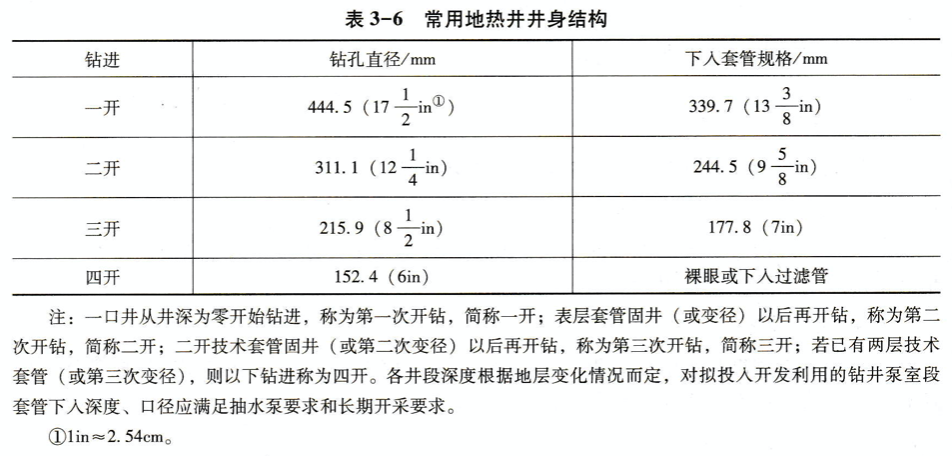 表 3-6 常用地热井井身结构
钻进 钻孔直径/mm 下入套管规格/mm
一开 444.5（17 1/2 in①） 339.7（13 3/8 in）
二开 311.1（12 1/4 in） 244.5（9 5/8 in）
三开 215.9（8 1/2 in） 177.8（7in）
四开 152.4（6in） 裸眼或下入过滤管
注：一口井从井深为零开始钻进，称为第一次开钻，简称一开；表层套管固井（或变径）以后再开钻，称为第二
次开钻，简称二开；二开技术套管固井（或第二次变径）以后再开钻，称为第三次开钻，简称三开；若已有两层技术
套管（或第三次变径），则以下钻进称为四开。各井段深度根据地层变化情况而定，对拟投入开发利用的钻井泵室段
套管下入深度、口径应满足抽水泵要求和长期开采要求。
①1in≈2.54cm。